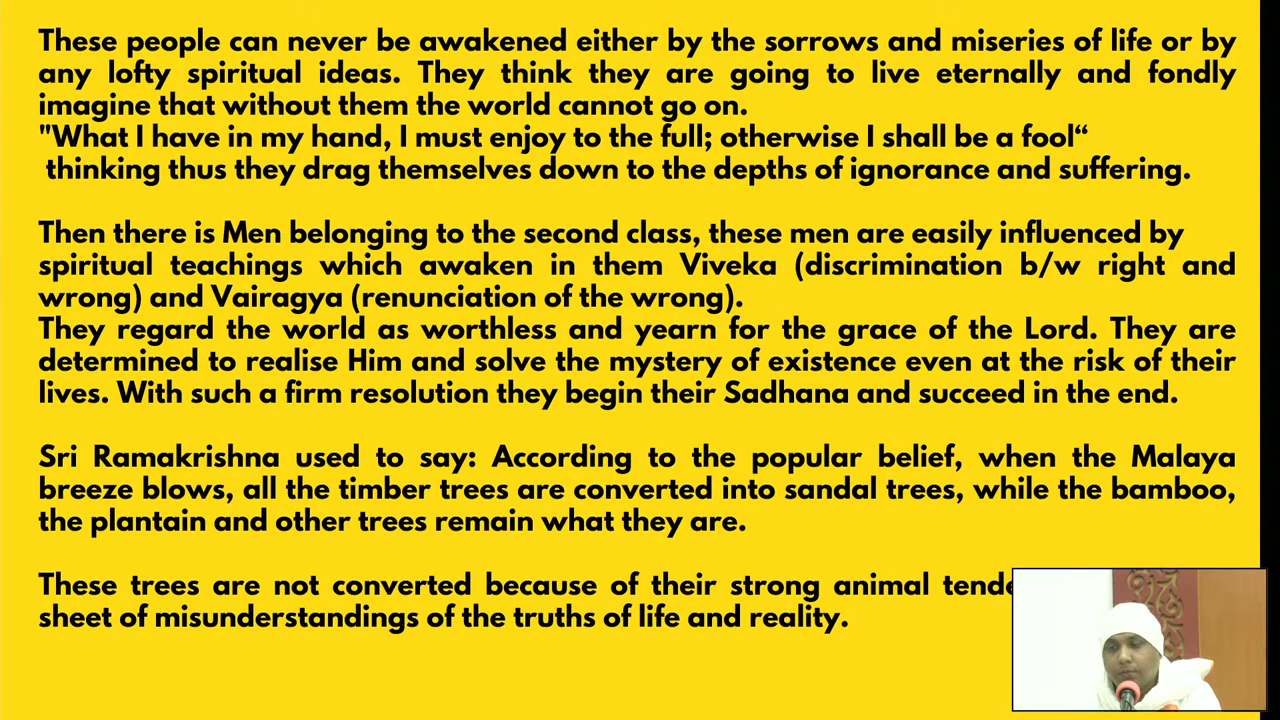 These people can never be awakened either by the sorrows and miseries of life or by
any lofty spiritual ideas. They think they are going to live eternally and fondly
imagine that without them the world cannot go on.
"What I have in my hand, I must enjoy to the full; otherwise I shall be a fool“
thinking thus they drag themselves down to the depths of ignorance and suffering.
Then there is Men belonging to the second class, these men are easily influenced by
spiritual teachings which awaken in them Viveka (discrimination b/w right and
wrong) and Vairagya (renunciation of the wrong).
They regard the world as worthless and yearn for the grace of the Lord. They are
determined to realise Him and solve the mystery of existence even at the risk of their
lives. With such a firm resolution they begin their Sadhana and succeed in the end.
Sri Ramakrishna used to say: According to the popular belief, when the Malaya
breeze blows, all the timber trees are converted into sandal trees, while the bamboo,
the plantain and other trees remain what they are.
These trees are not converted because of their strong animal
sheet of misunderstandings of the truths of life and reality.